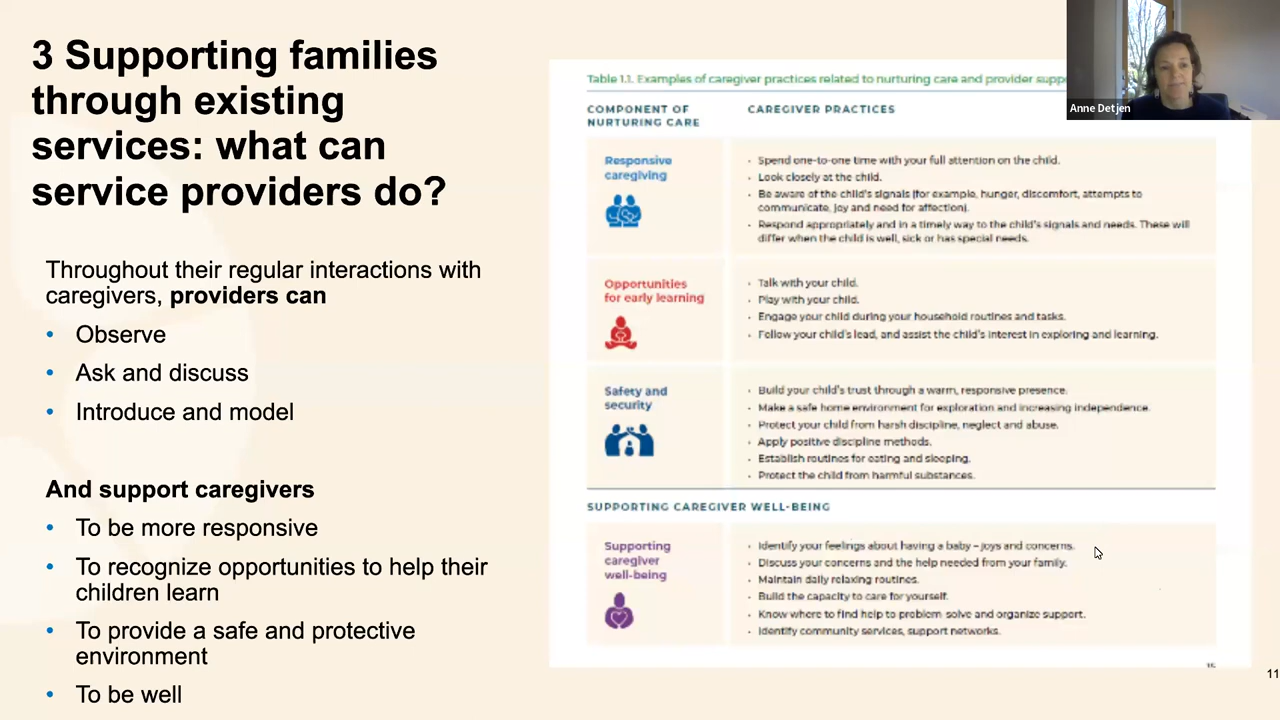 3 Supporting families
through existing
services: what can
service providers do?
Throughout their regular interactions with
caregivers, providers can
• Observe
• Ask and discuss
• Introduce and model
And support caregivers
• To be more responsive
• To recognize opportunities to help their
children learn
• To provide a safe and protective
environment
• To be well
Table 1.1. Examples of caregiver practices related to nurturing care and provider
COMPONENT OF
NURTURING CARE
CAREGIVER PRACTICES
Responsive
caregiving
• Spend one-to-one time with your full attention on the child.
• Look closely at the child.
• Be aware of the child's signals (for example, hunger, discomfort, attempts to
communicate, joy and need for affection).
• Respond appropriately and in a timely way to the child's signals and needs. These will
differ when the child is well, sick or has special needs.
Opportunities
for early learning
• Talk with your child.
• Play with your child.
• Engage your child during your household routines and tasks.
• Follow your child's lead, and assist the child's interest in exploring and learning.
Safety and
security
• Build your child's trust through a warm, responsive presence.
• Make a safe home environment for exploration and increasing independence.
• Protect your child from harsh discipline, neglect and abuse.
• Apply positive discipline methods.
• Establish routines for eating and sleeping.
• Protect the child from harmful substances.
SUPPORTING CAREGIVER WELL-BEING
Supporting
caregiver
well-being
• Identify your feelings about having a baby – joys and concerns.
• Discuss your concerns and the help needed from your family.
• Maintain daily relaxing routines.
• Build the capacity to care for yourself.
• Know where to find help to problem-solve and organize support.
• Identify community services, support networks.
Anne Detjen
11